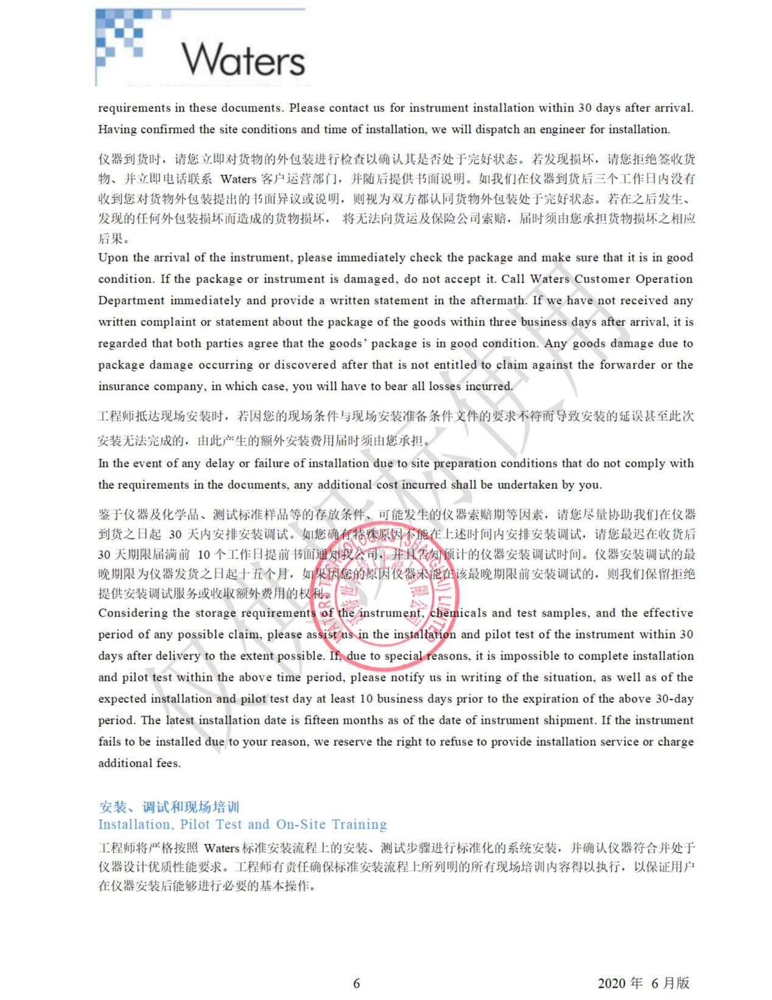 Waters
requirements in these documents. Please contact us for instrument installation within 30 days after arrival.
Having confirmed the site conditions and time of installation, we will dispatch an engineer for installation.
仪器到货时，请您立即对货物的外包装进行检查以确认其是否处于完好状态。若发现损坏，请您拒绝签收货
物、并立即电话联系 Waters 客户运营部门，并随后提供书面说明。如我们在仪器到货后三个工作日内没有
收到您对货物外包装提出的书面异议或说明，则视为双方都认同货物外包装处于完好状态。若在之后发生、
发现的任何外包装损坏而造成的货物损坏， 将无法向货运及保险公司索赔，届时须由您承担货物损坏之相应
后果。
Upon the arrival of the instrument, please immediately check the package and make sure that it is in good
condition. If the package or instrument is damaged, do not accept it. Call Waters Customer Operation
Department immediately and provide a written statement in the aftermath. If we have not received any
written complaint or statement about the package of the goods within three business days after arrival, it is
regarded that both parties agree that the goods’ package is in good condition. Any goods damage due to
package damage occurring or discovered after that is not entitled to claim against the forwarder or the
insurance company, in which case, you will have to bear all losses incurred.
工程师抵达现场安装时，若因您的现场条件与现场安装准备条件文件的要求不符而导致安装的延误甚至此次
安装无法完成的，由此产生的额外安装费用届时须由您承担。
In the event of any delay or failure of installation due to site preparation conditions that do not comply with
the requirements in the documents, any additional cost incurred shall be undertaken by you.
鉴于仪器及化学品、测试标准样品等的存放条件、可能发生的仪器索赔期等因素，请您尽量协助我们在仪器
到货之日起 30 天内安排安装调试。如您确有特殊原因不能在上述时间内安排安装调试，请您最迟在收货后
30 天期限届满前 10 个工作日提前书面通知我公司，并且告知预计的仪器安装调试时间。仪器安装调试的最
晚期限为仪器发货之日起十五个月，如果因您的原因仪器未能在该最晚期限前安装调试的，则我们保留拒绝
提供安装调试服务或收取额外费用的权利。
Considering the storage requirements of the instrument, chemicals and test samples, and the effective
period of any possible claim, please assist us in the installation and pilot test of the instrument within 30
days after delivery to the extent possible. If, due to special reasons, it is impossible to complete installation
and pilot test within the above time period, please notify us in writing of the situation, as well as of the
expected installation and pilot test day at least 10 business days prior to the expiration of the above 30-day
period. The latest installation date is fifteen months as of the date of instrument shipment. If the instrument
fails to be installed due to your reason, we reserve the right to refuse to provide installation service or charge
additional fees.
WATERS TECHNOLOGIES (SHANGHAI) LIMITED
沃特世科技(上海)有限公司
仅供投标使用
安装、调试和现场培训
Installation, Pilot Test and On-Site Training
工程师将严格按照 Waters 标准安装流程上的安装、测试步骤进行标准化的系统安装，并确认仪器符合并处于
仪器设计优质性能要求。工程师有责任确保标准安装流程上所列明的所有现场培训内容得以执行，以保证用户
在仪器安装后能够进行必要的基本操作。
6
2020 年 6 月版